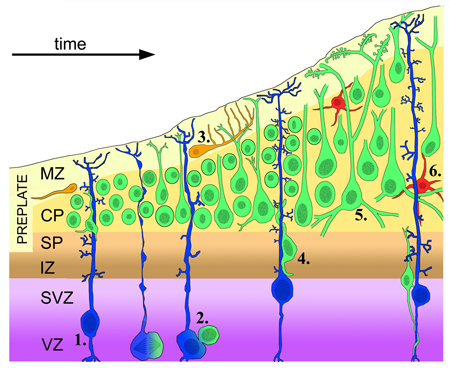 time
3.
6.
MZ
PREPLATE
CP
5.
SP
4.
IZ
SVZ
2.
1.
VZ